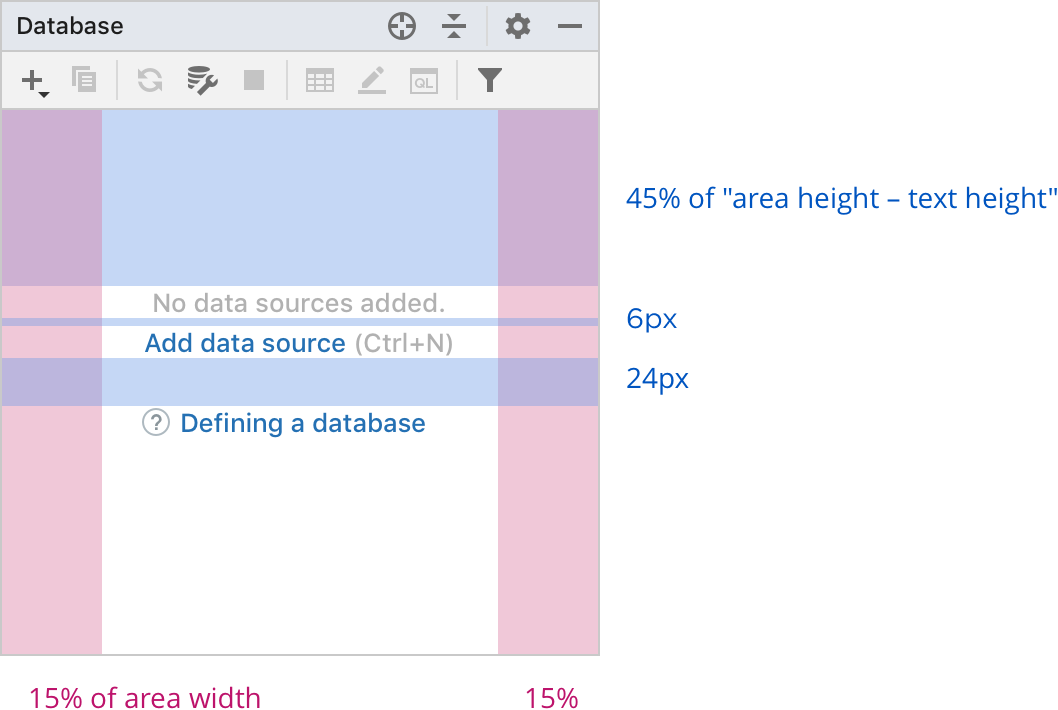 Database
QL
45% of "area height – text height"
No data sources added.
6px
Add data source (Ctrl+N)
24px
? Defining a database
15% of area width 15%